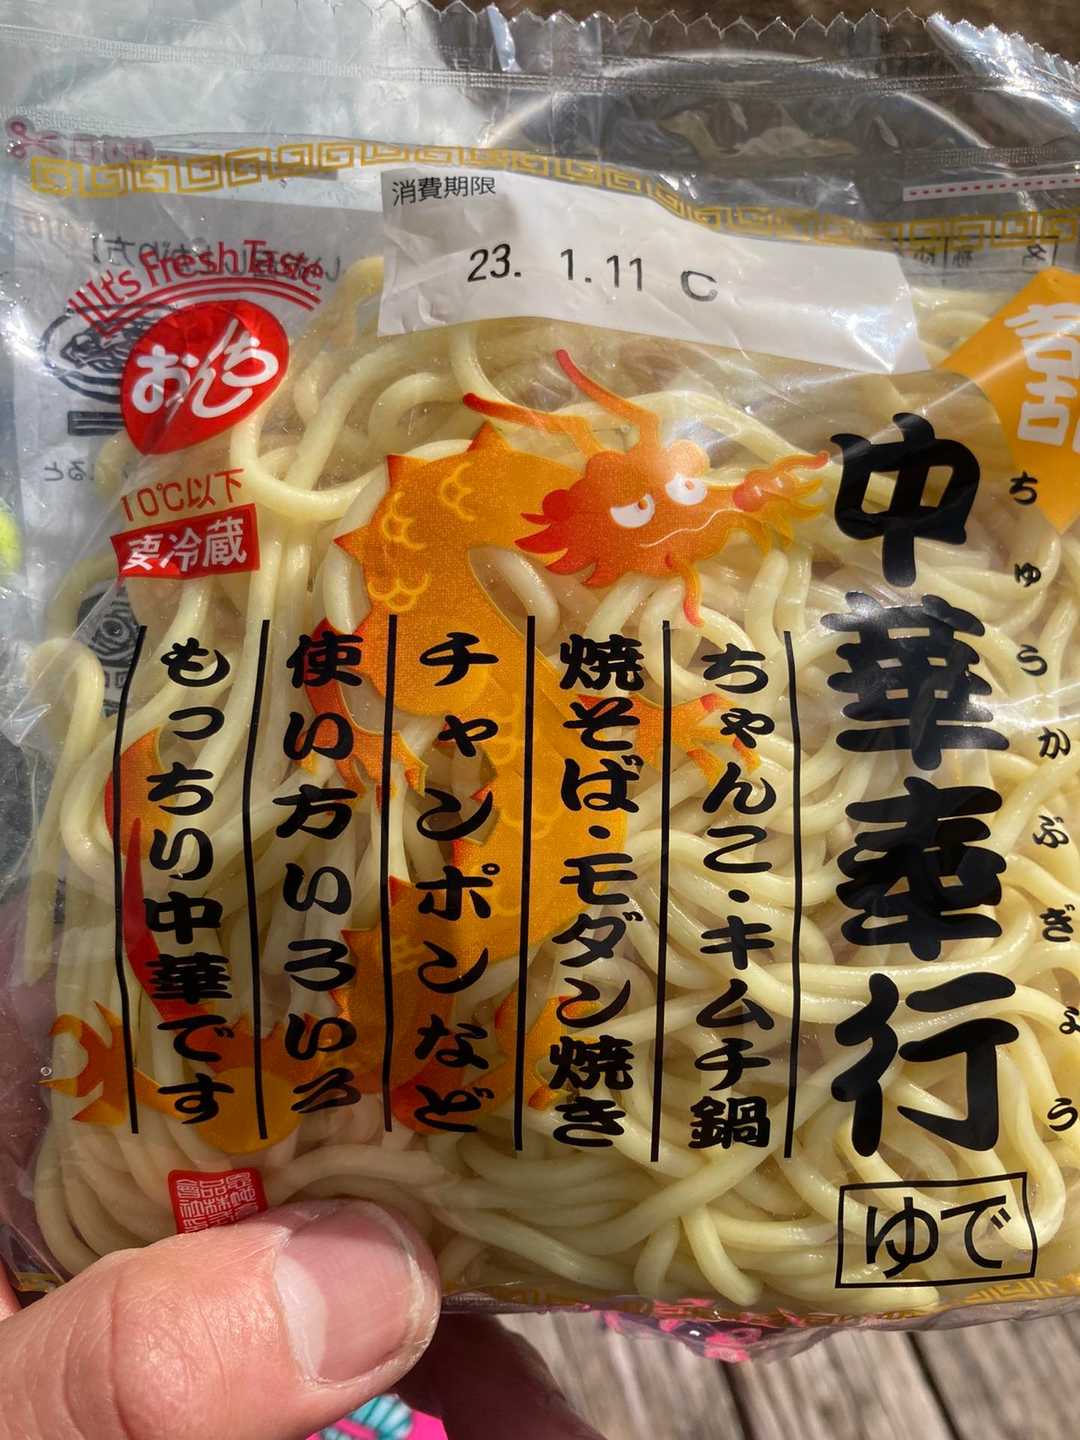 消費期限
23. 1.11 C
It's Fresh Taste
おんち
10℃以下
要冷蔵
中華華行
ちゅうかかぶぎょう
ゆで
ちゃんこ・キムチ鍋
焼そば・モダン焼き
チャンポンなど
使い方いろいろ
もっちり中華です